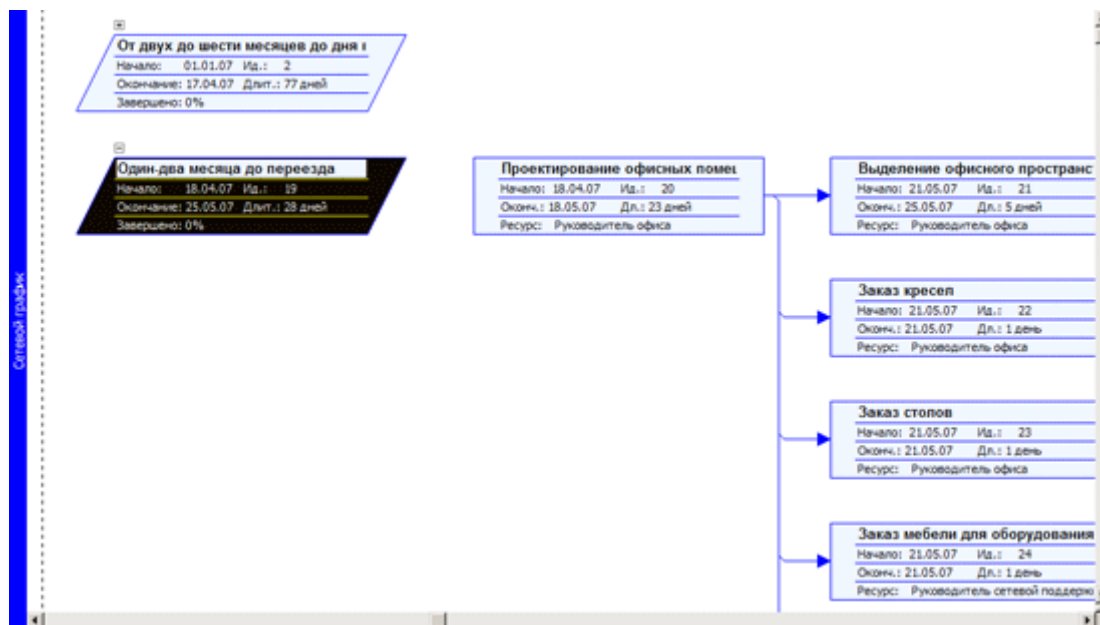 Сетевой график
От двух до шести месяцев до дня
Начало: 01.01.07 Ид.: 2
Окончание: 17.04.07 Длит.: 77 дней
Завершено: 0%
Один-два месяца до переезда
Начало: 18.04.07 Ид.: 19
Окончание: 25.05.07 Длит.: 28 дней
Завершено: 0%
Проектирование офисных помещ
Начало: 18.04.07 Ид.: 20
Оконч.: 18.05.07 Дл.: 23 дней
Ресурс: Руководитель офиса
Выделение офисного пространст
Начало: 21.05.07 Ид.: 21
Оконч.: 25.05.07 Дл.: 5 дней
Ресурс: Руководитель офиса
Заказ кресел
Начало: 21.05.07 Ид.: 22
Оконч.: 21.05.07 Дл.: 1 день
Ресурс: Руководитель офиса
Заказ столов
Начало: 21.05.07 Ид.: 23
Оконч.: 21.05.07 Дл.: 1 день
Ресурс: Руководитель офиса
Заказ мебели для оборудования
Начало: 21.05.07 Ид.: 24
Оконч.: 21.05.07 Дл.: 1 день
Ресурс: Руководитель сетевой поддерж